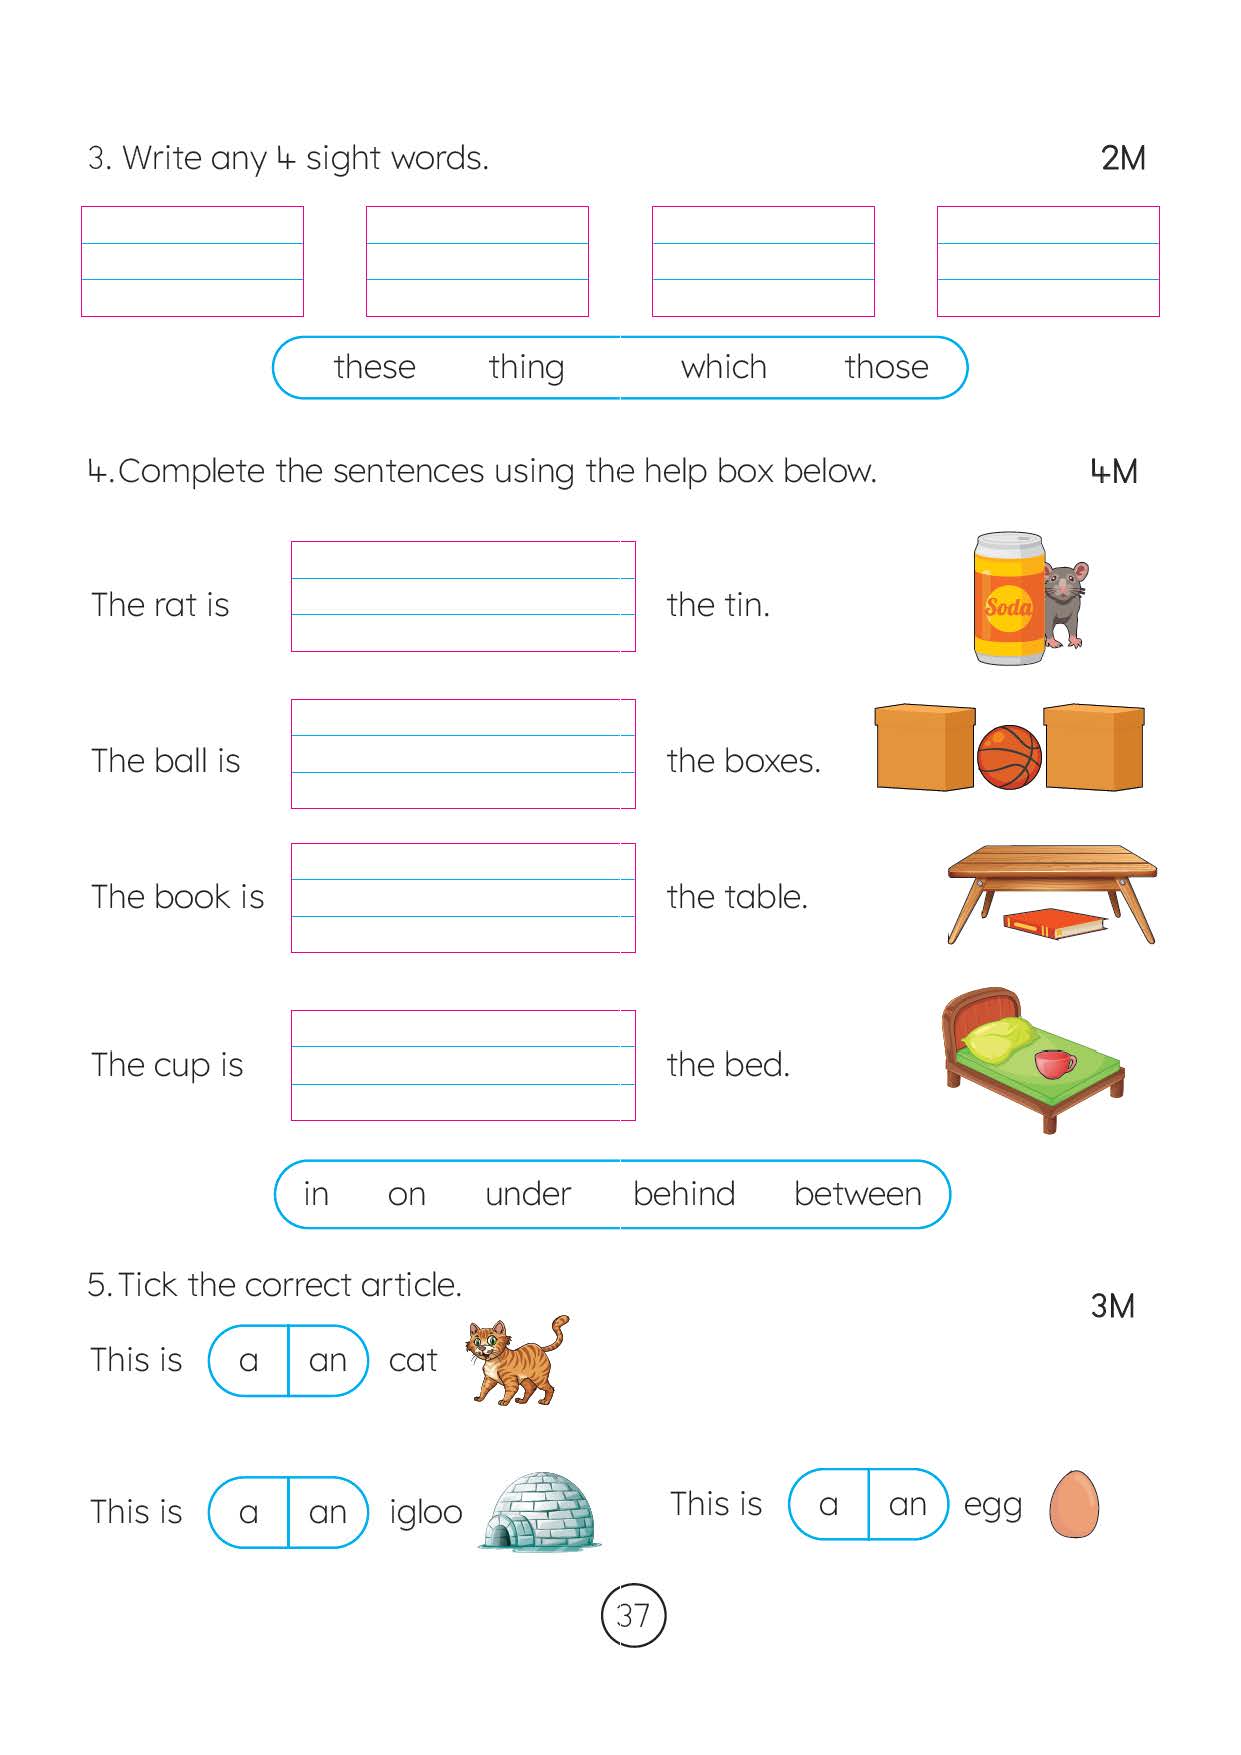 3. Write any 4 sight words. 2M
these thing which those
4. Complete the sentences using the help box below. 4M
The rat is the tin.
Soda
The ball is the boxes.
The book is the table.
The cup is the bed.
in on under behind between
5. Tick the correct article.
3M
This is a an cat
This is a an igloo
This is a an egg
37